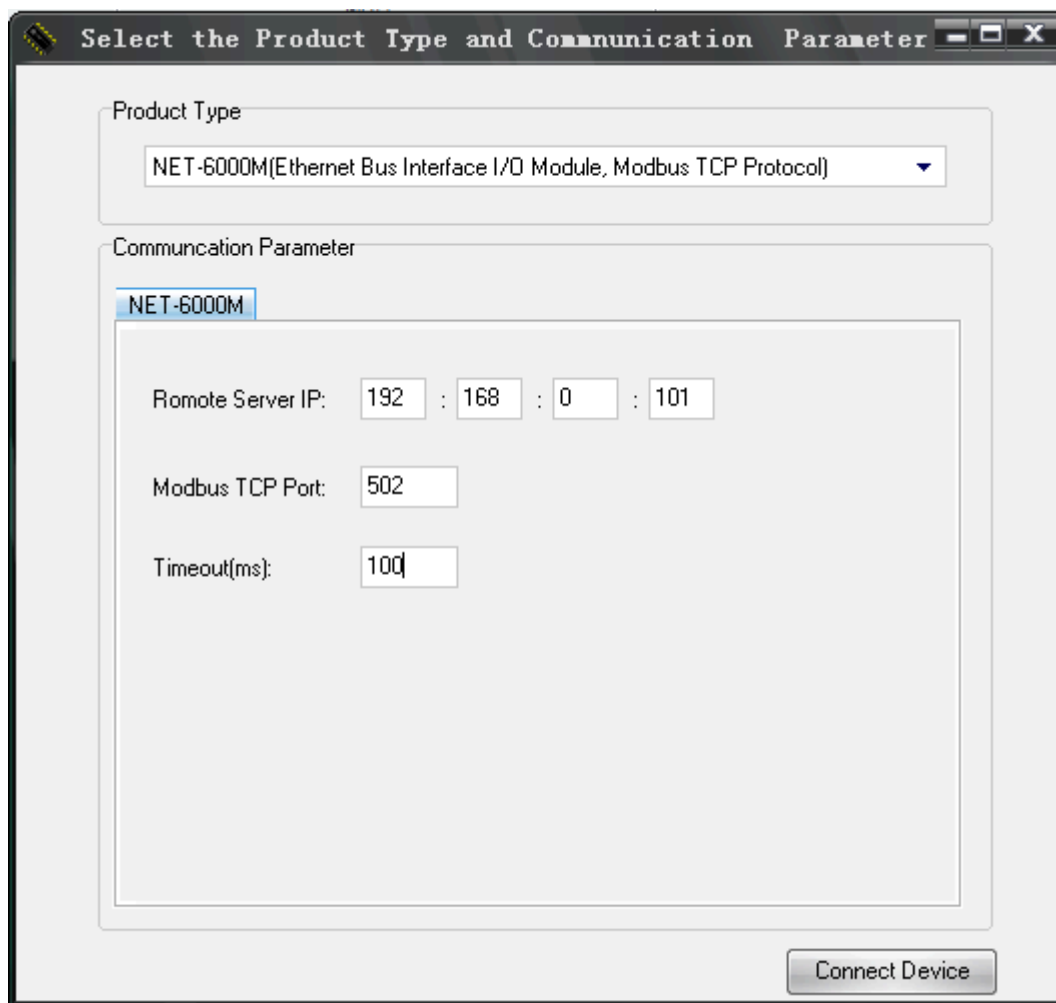 Select the Product Type and Commnunication Parameter
Product Type
NET-6000M(Ethernet Bus Interface I/O Module, Modbus TCP Protocol)
Communcation Parameter
NET-6000M
Romote Server IP: 192 : 168 : 0 : 101
Modbus TCP Port: 502
Timeout(ms): 100
Connect Device